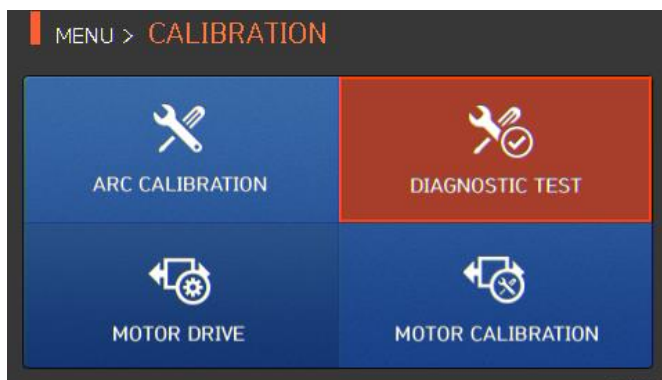 MENU > CALIBRATION
ARC CALIBRATION
DIAGNOSTIC TEST
MOTOR DRIVE
MOTOR CALIBRATION